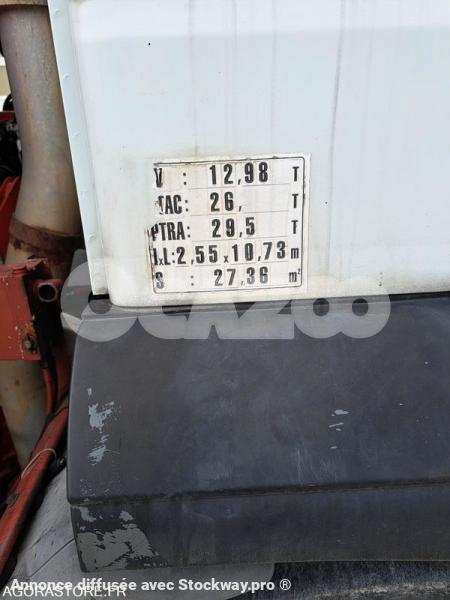 V : 12,98 T
TAC: 26, T
PTRA: 29,5 T
l.L: 2,55 x 10,73 m
S : 27,36 m²
OCAZOO
Annonce diffusée avec Stockway.pro ®
AGORASTORE.FR